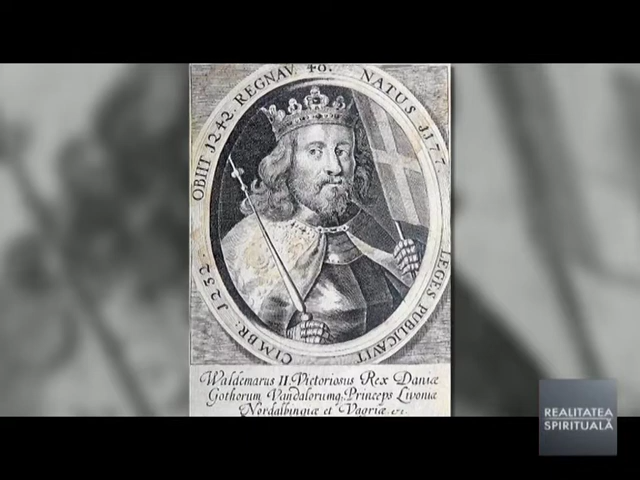 OBIIT 1242. REGNAV 40. NATUS 1177.
LEGES PUBLICAVIT
CIMBR: 1232.
Waldemarus II. Victoriosus Rex Daniæ
Gothorum Vandalorumq; Princeps Livoniæ
Nordalbingiæ et Vagriæ. &c.
REALITATEA
SPIRITUALĂ